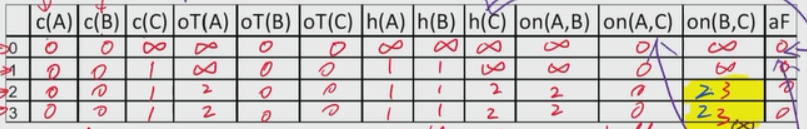 c(A) c(B) c(C) oT(A) oT(B) oT(C) h(A) h(B) h(C) on(A,B) on(A,C) on(B,C) aF
0 0 0 ∞ ∞ 0 0 ∞ ∞ ∞ ∞ 0 ∞ 0
1 0 0 1 ∞ 0 0 1 1 ∞ ∞ 0 ∞ 0
2 0 0 1 2 0 0 1 1 2 2 0 2 3 0
3 0 0 1 2 0 0 1 1 2 2 0 2 3 0